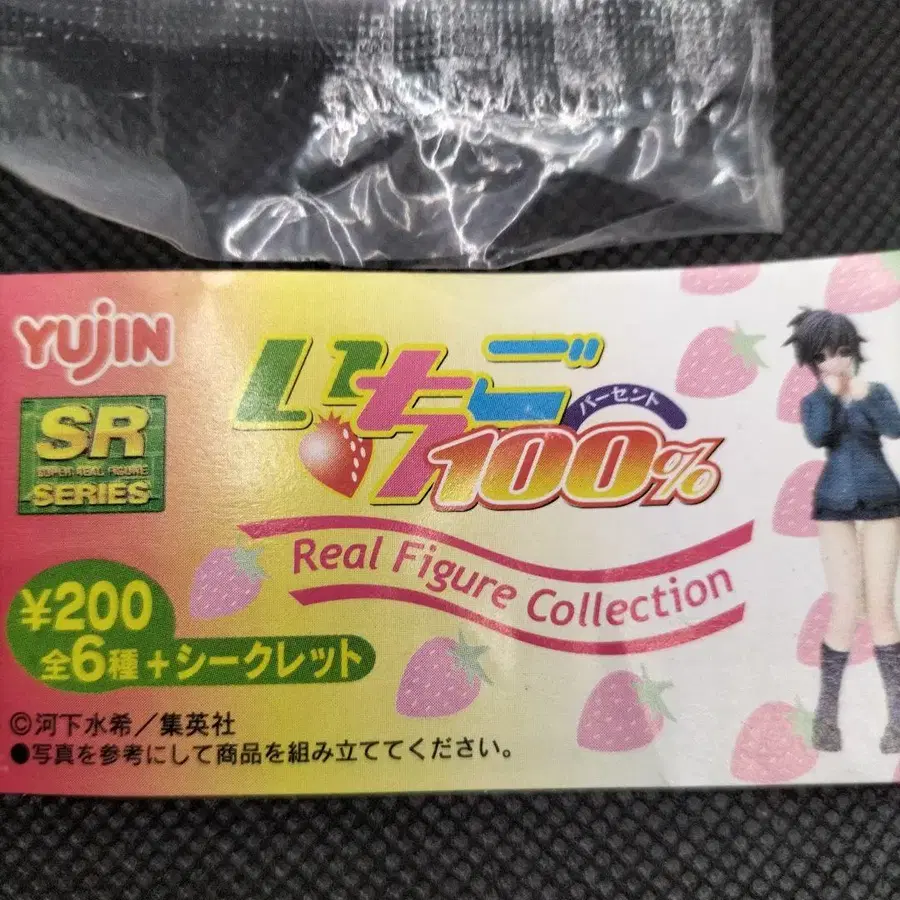 YUJIN
SR
SUPER REAL FIGURE
SERIES
いちご
パーセント
100%
Real Figure Collection
¥200
全6種+シークレット
©河下水希/集英社
●写真を参考にして商品を組み立ててください。